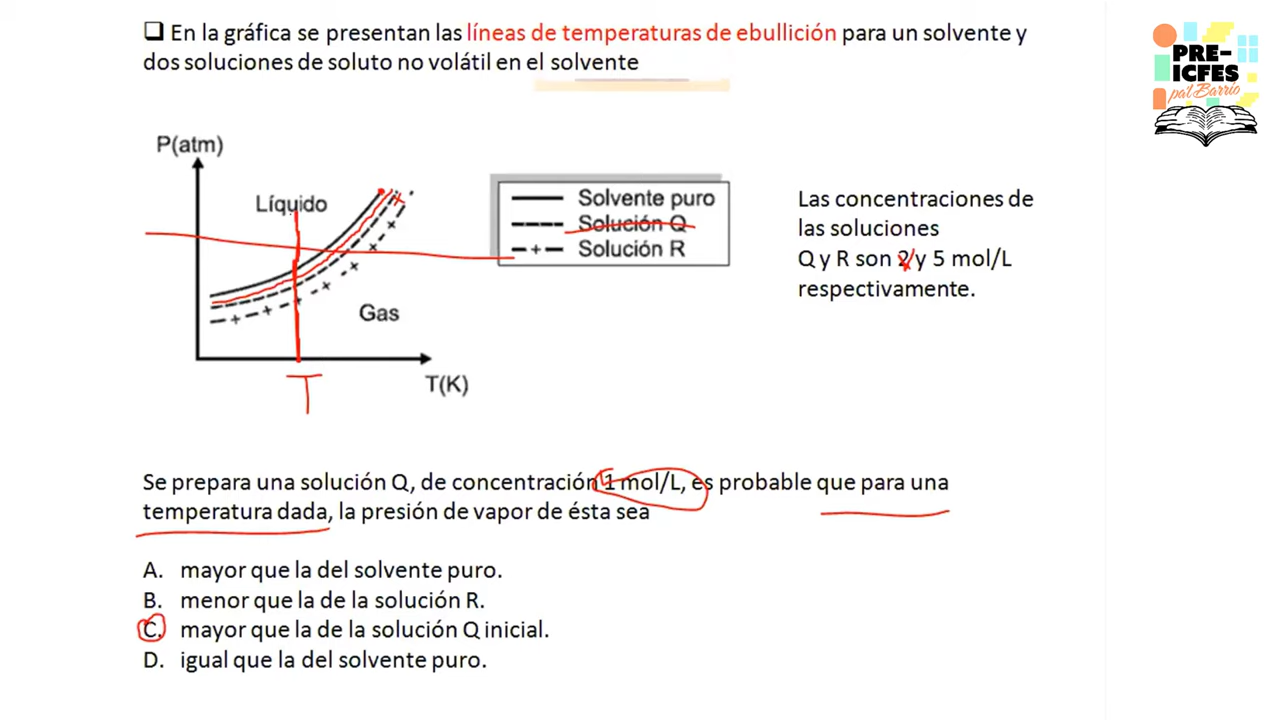 ❑ En la gráfica se presentan las líneas de temperaturas de ebullición para un solvente y
dos soluciones de soluto no volátil en el solvente
PRE-
ICFES
pa'l Barrio
P(atm)
Líquido
Gas
T(K)
T
Solvente puro
Solución Q
Solución R
Las concentraciones de
las soluciones
Q y R son 2 y 5 mol/L
respectivamente.
Se prepara una solución Q, de concentración 1 mol/L, es probable que para una
temperatura dada, la presión de vapor de ésta sea
A. mayor que la del solvente puro.
B. menor que la de la solución R.
C. mayor que la de la solución Q inicial.
D. igual que la del solvente puro.